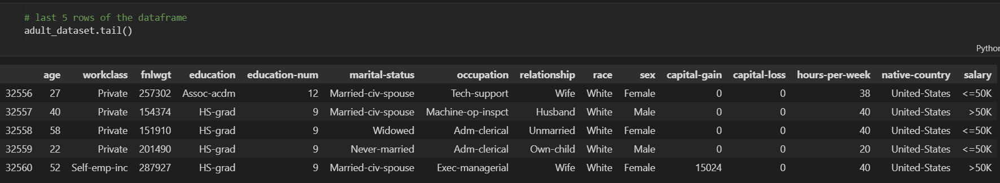 # last 5 rows of the dataframe
adult_dataset.tail()
Python
age workclass fnlwgt education education-num marital-status occupation relationship race sex capital-gain capital-loss hours-per-week native-country salary
32556 27 Private 257302 Assoc-acdm 12 Married-civ-spouse Tech-support Wife White Female 0 0 38 United-States <=50K
32557 40 Private 154374 HS-grad 9 Married-civ-spouse Machine-op-inspct Husband White Male 0 0 40 United-States >50K
32558 58 Private 151910 HS-grad 9 Widowed Adm-clerical Unmarried White Female 0 0 40 United-States <=50K
32559 22 Private 201490 HS-grad 9 Never-married Adm-clerical Own-child White Male 0 0 20 United-States <=50K
32560 52 Self-emp-inc 287927 HS-grad 9 Married-civ-spouse Exec-managerial Wife White Female 15024 0 40 United-States >50K